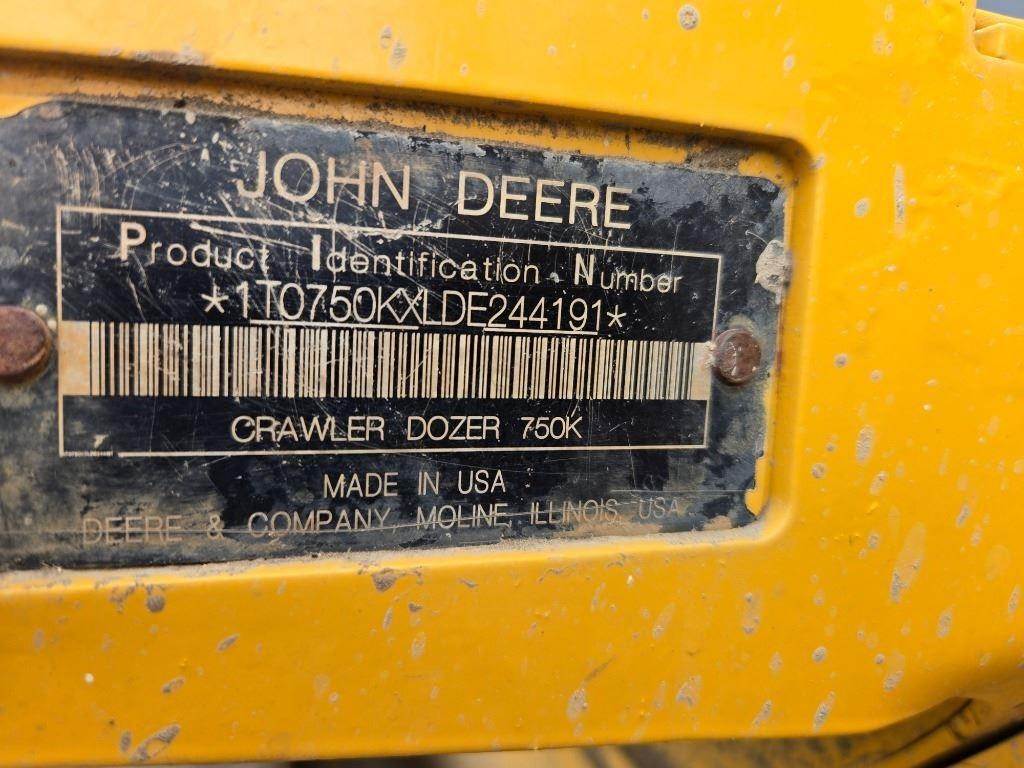 JOHN DEERE
Product Identification Number
*1T0750KXLDE244191*
CRAWLER DOZER 750K
MADE IN USA
DEERE & COMPANY, MOLINE, ILLINOIS, USA